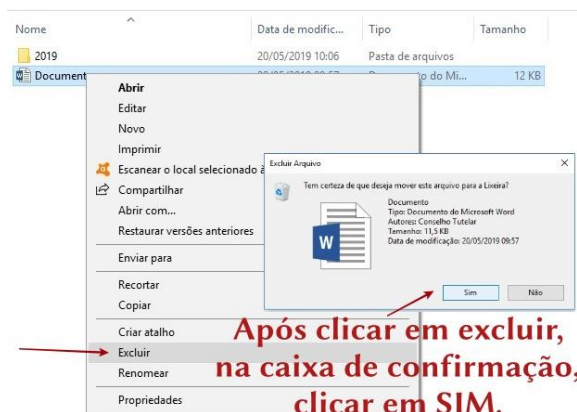 Nome Data de modific... Tipo Tamanho
2019 20/05/2019 10:06 Pasta de arquivos
Document 12 KB
Abrir
Editar
Novo
Imprimir
Escanear o local selecionado
Compartilhar
Abrir com...
Restaurar versões anteriores
Enviar para
Recortar
Copiar
Criar atalho
Excluir
Renomear
Propriedades
Excluir Arquivo
Tem certeza de que deseja mover este arquivo para a Lixeira?
Documento
Tipo: Documento do Microsoft Word
Autores: Conselho Tutelar
Tamanho: 11,5 KB
Data de modificação: 20/05/2019 09:57
W
Sim Não
Após clicar em excluir,
na caixa de confirmação,
clicar em SIM.